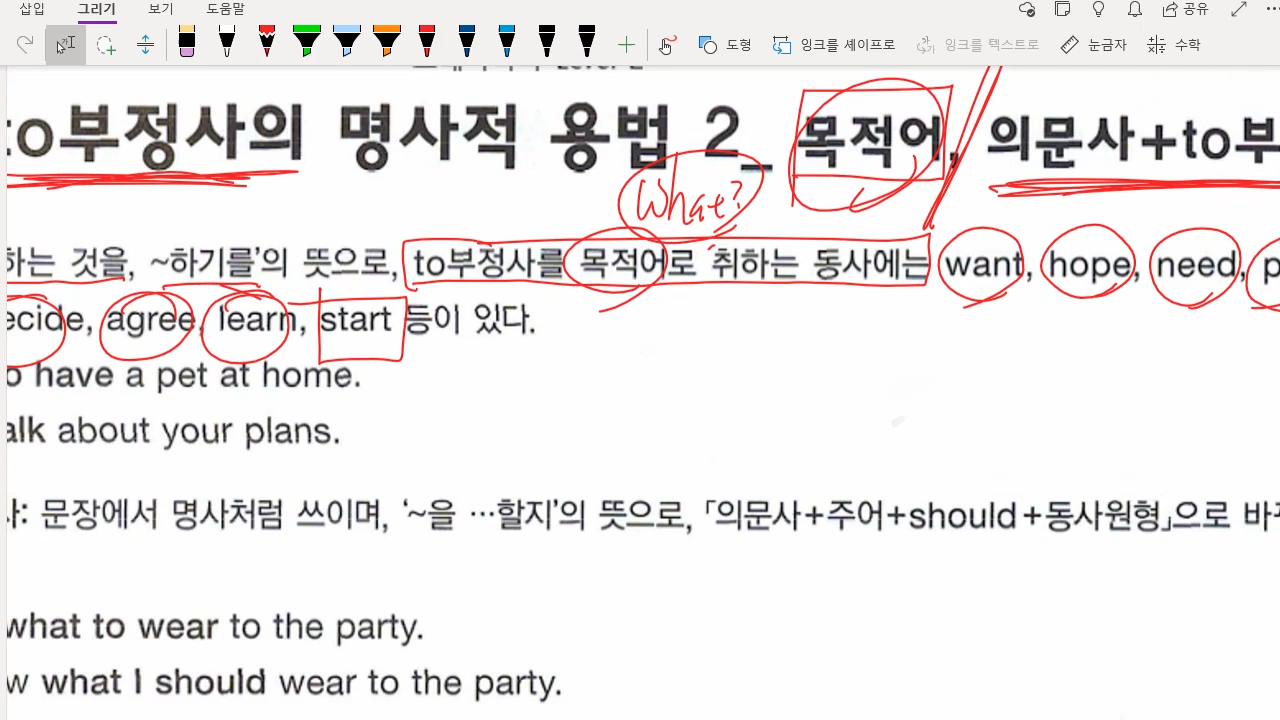 삽입 그리기 보기 도움말
공유
도형 잉크를 셰이프로 잉크를 텍스트로 눈금자 수학
to부정사의 명사적 용법 2_ 목적어, 의문사+to부
What?
하는 것을, ~하기를'의 뜻으로, to부정사를 목적어로 취하는 동사에는 want, hope, need, p
ecide, agree, learn, start 등이 있다.
o have a pet at home.
alk about your plans.
사: 문장에서 명사처럼 쓰이며, '~을 …할지'의 뜻으로, 「의문사+주어+should+동사원형」으로 바꾸
what to wear to the party.
w what I should wear to the party.